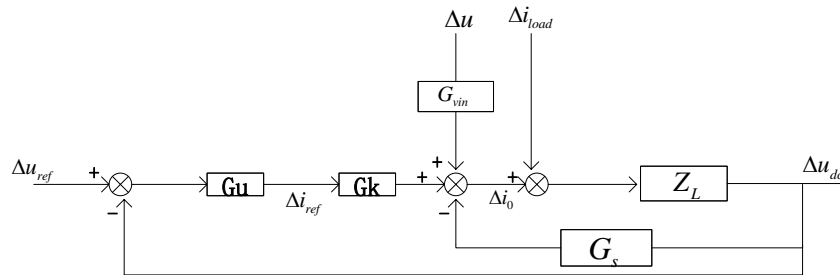 Δu
Δi_load
G_vin
Δu_ref
+
Gu
Δi_ref
Gk
+
+
Δi_0
+
Z_L
Δu_dc
-
-
G_s